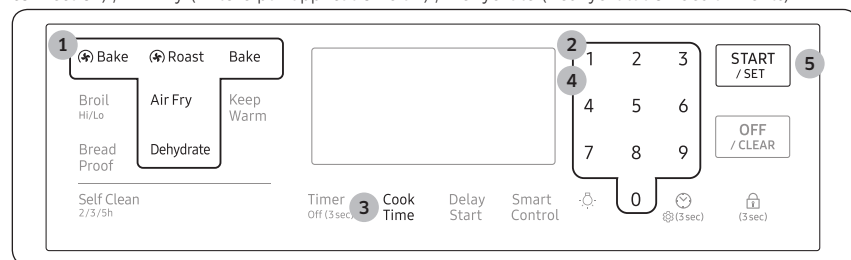 1
Bake
Roast
Bake
Broil
Hi/Lo
Air Fry
Keep
Warm
Bread
Proof
Dehydrate
Self Clean
2/3/5h
Timer
Off (3 sec)
3
Cook
Time
Delay
Start
Smart
Control
2
4
1 2 3
4 5 6
7 8 9
0
(3 sec)
(3 sec)
START
/ SET
5
OFF
/ CLEAR